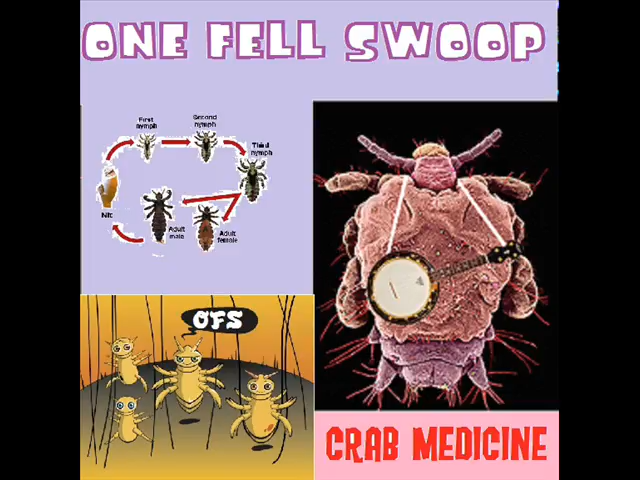 ONE FELL SWOOP
First
nymph
Second
nymph
Third
nymph
Nit
Adult
male
Adult
female
OFS
CRAB MEDICINE